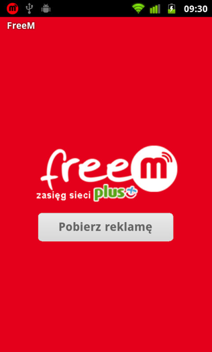 09:30
FreeM
freem
zasięg sieci plus+
Pobierz reklamę